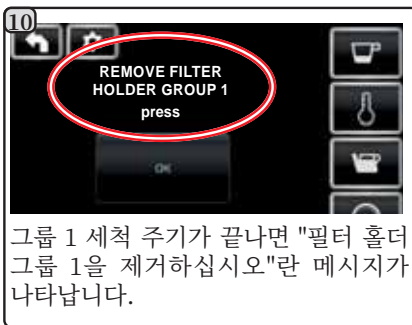 10
REMOVE FILTER
HOLDER GROUP 1
press
OK
그룹 1 세척 주기가 끝나면 "필터 홀더
그룹 1을 제거하십시오"란 메시지가
나타납니다.